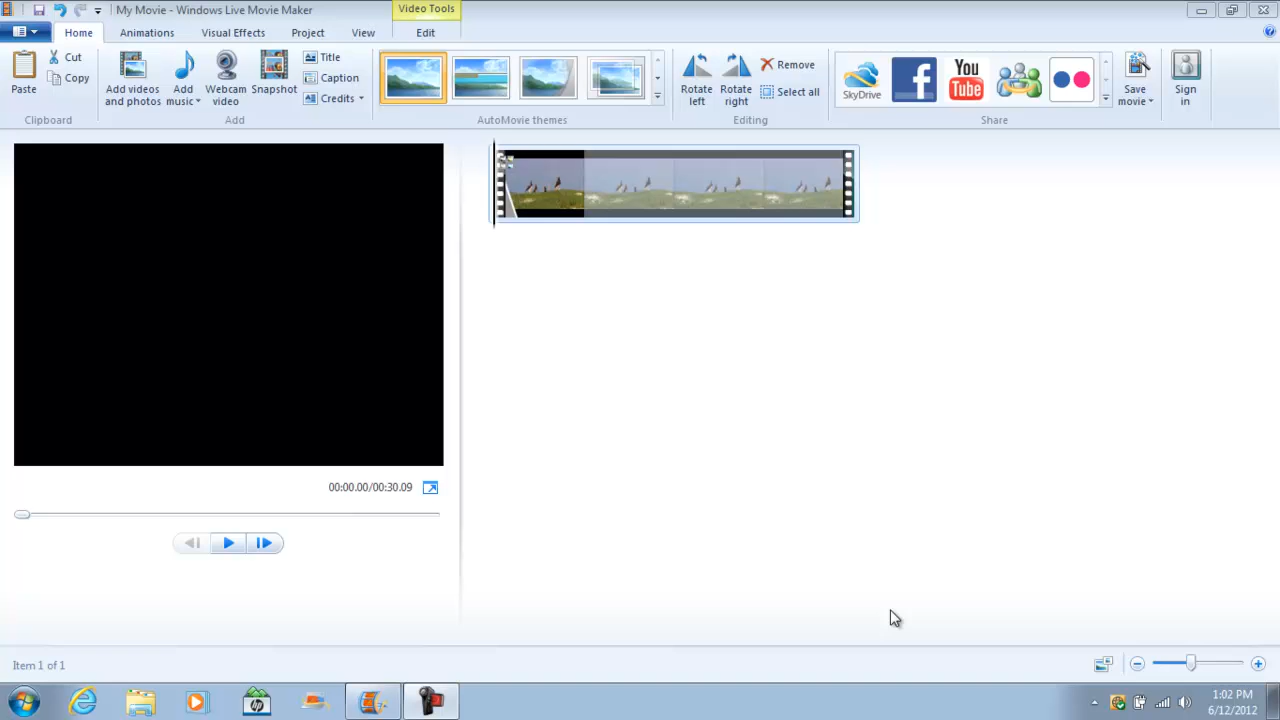 My Movie - Windows Live Movie Maker
Video Tools
Home
Animations
Visual Effects
Project
View
Edit
Paste
Cut
Copy
Clipboard
Add videos
and photos
Add
music
Webcam
video
Snapshot
Title
Caption
Credits
Add
AutoMovie themes
Rotate
left
Rotate
right
Remove
Select all
Editing
SkyDrive
You
Tube
Share
Save
movie
Sign
in
00:00.00/00:30.09
Item 1 of 1
1:02 PM
6/12/2012